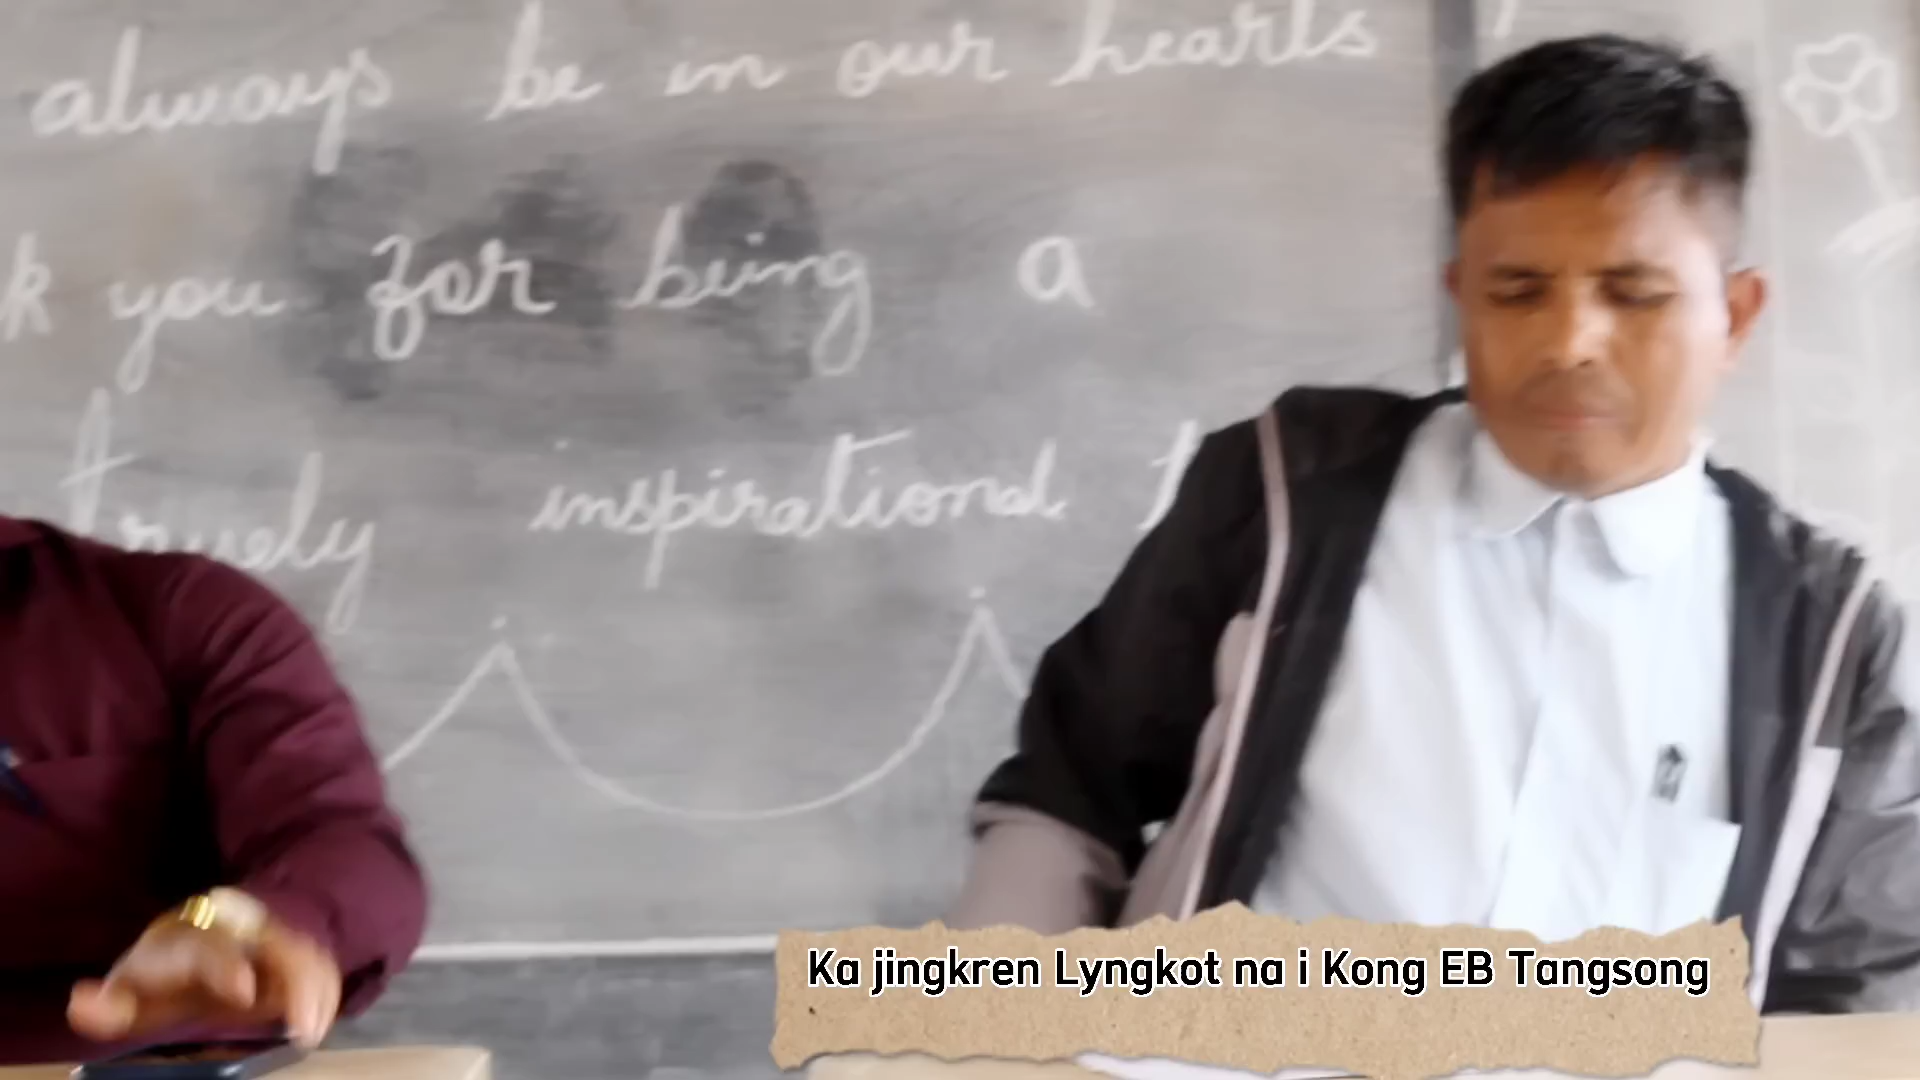 always be in our hearts
k you for being a
truely inspirational
Ka jingkren Lyngkot na i Kong EB Tangsong